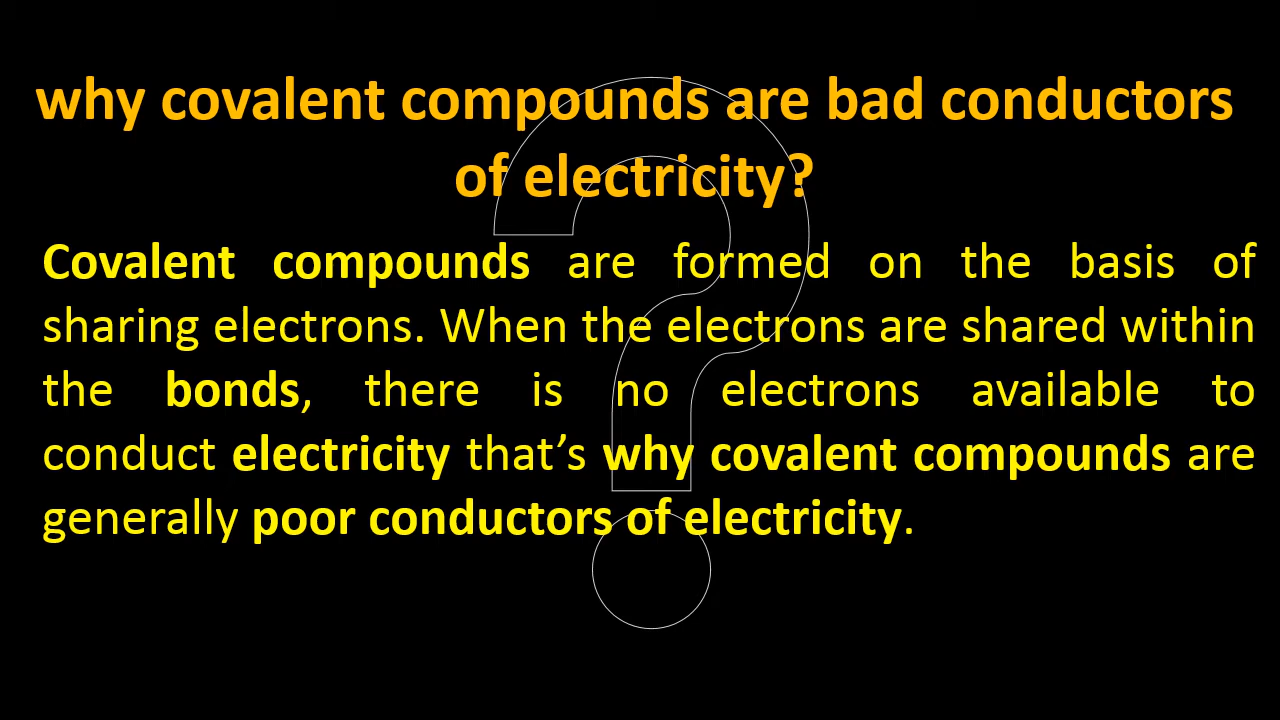 why covalent compounds are bad conductors
of electricity?
Covalent compounds are formed on the basis of
sharing electrons. When the electrons are shared within
the bonds, there is no electrons available to
conduct electricity that’s why covalent compounds are
generally poor conductors of electricity.